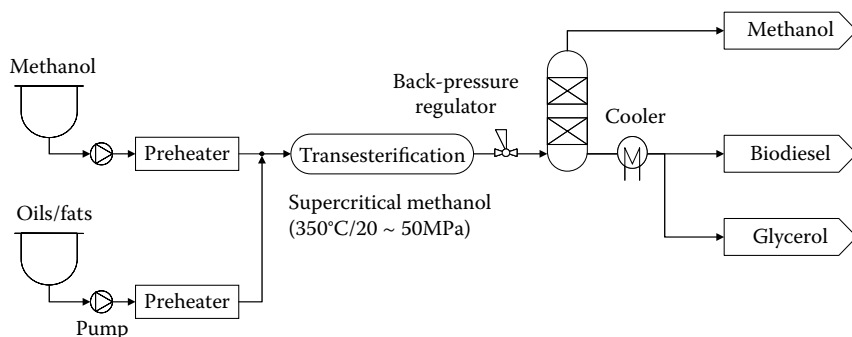 Methanol
Preheater
Oils/fats
Preheater
Pump
Transesterification
Supercritical methanol
(350°C/20 ~ 50MPa)
Back-pressure
regulator
Cooler
Methanol
Biodiesel
Glycerol